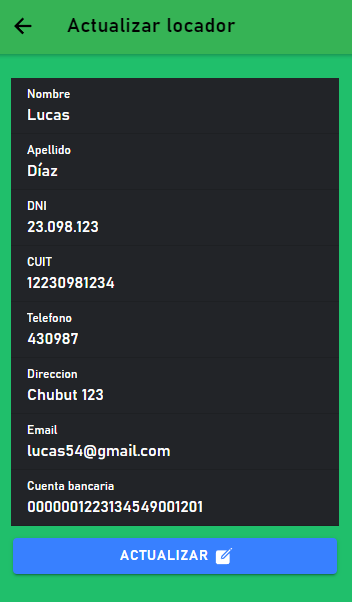 Actualizar locador
Nombre
Lucas
Apellido
Díaz
DNI
23.098.123
CUIT
12230981234
Telefono
430987
Direccion
Chubut 123
Email
lucas54@gmail.com
Cuenta bancaria
0000001223134549001201
ACTUALIZAR